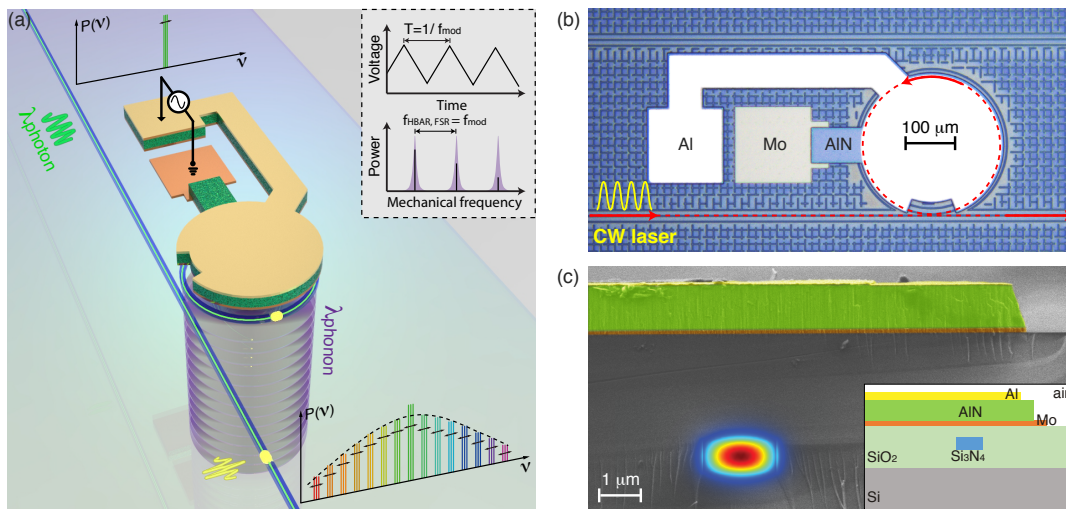 (a)
P(ν)
ν
λphoton
T=1/ fmod
Voltage
Time
fHBAR, FSR= fmod
Power
Mechanical frequency
λphonon
P(ν)
ν
(b)
Al
Mo
AlN
100 μm
CW laser
(c)
1 μm
Al
air
AlN
Mo
SiO₂
Si₃N₄
Si